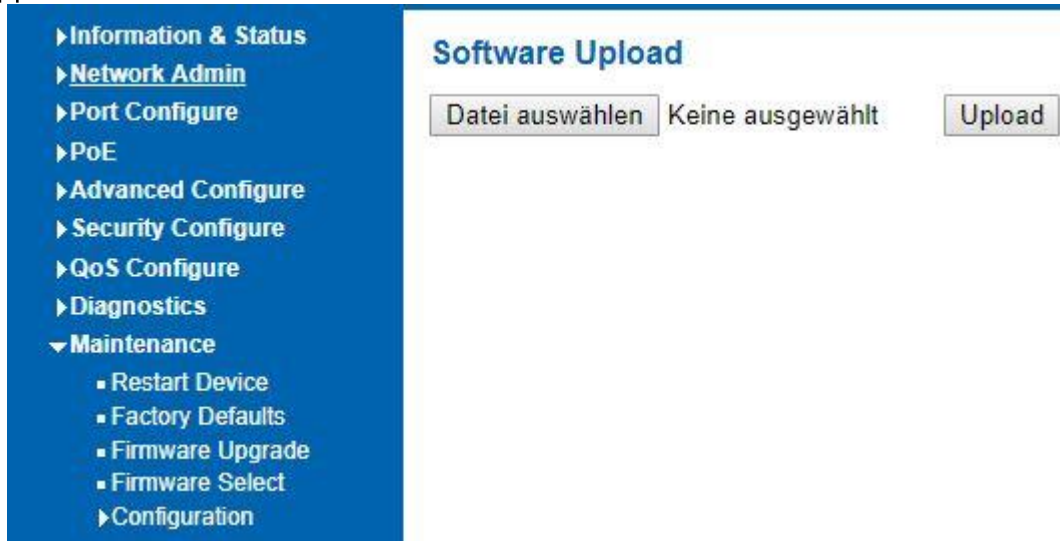 Information & Status
Network Admin
Port Configure
PoE
Advanced Configure
Security Configure
QoS Configure
Diagnostics
Maintenance
Restart Device
Factory Defaults
Firmware Upgrade
Firmware Select
Configuration
Software Upload
Datei auswählen Keine ausgewählt Upload